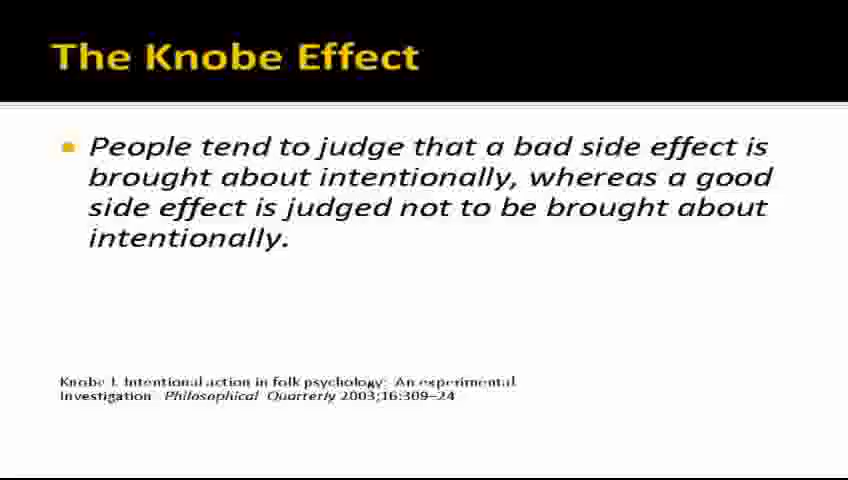 The Knobe Effect
People tend to judge that a bad side effect is
brought about intentionally, whereas a good
side effect is judged not to be brought about
intentionally.
Knobe J. Intentional action in folk psychology: An experimental
Investigation Philosophical Quarterly 2003;16:309–24